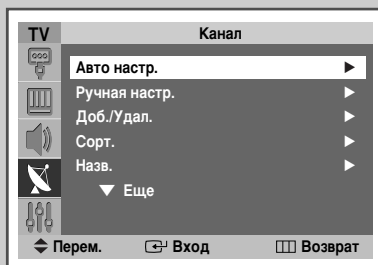 TV Канал
Авто настр.
Ручная настр.
Доб./Удал.
Сорт.
Назв.
Еще
Перем. Вход Возврат